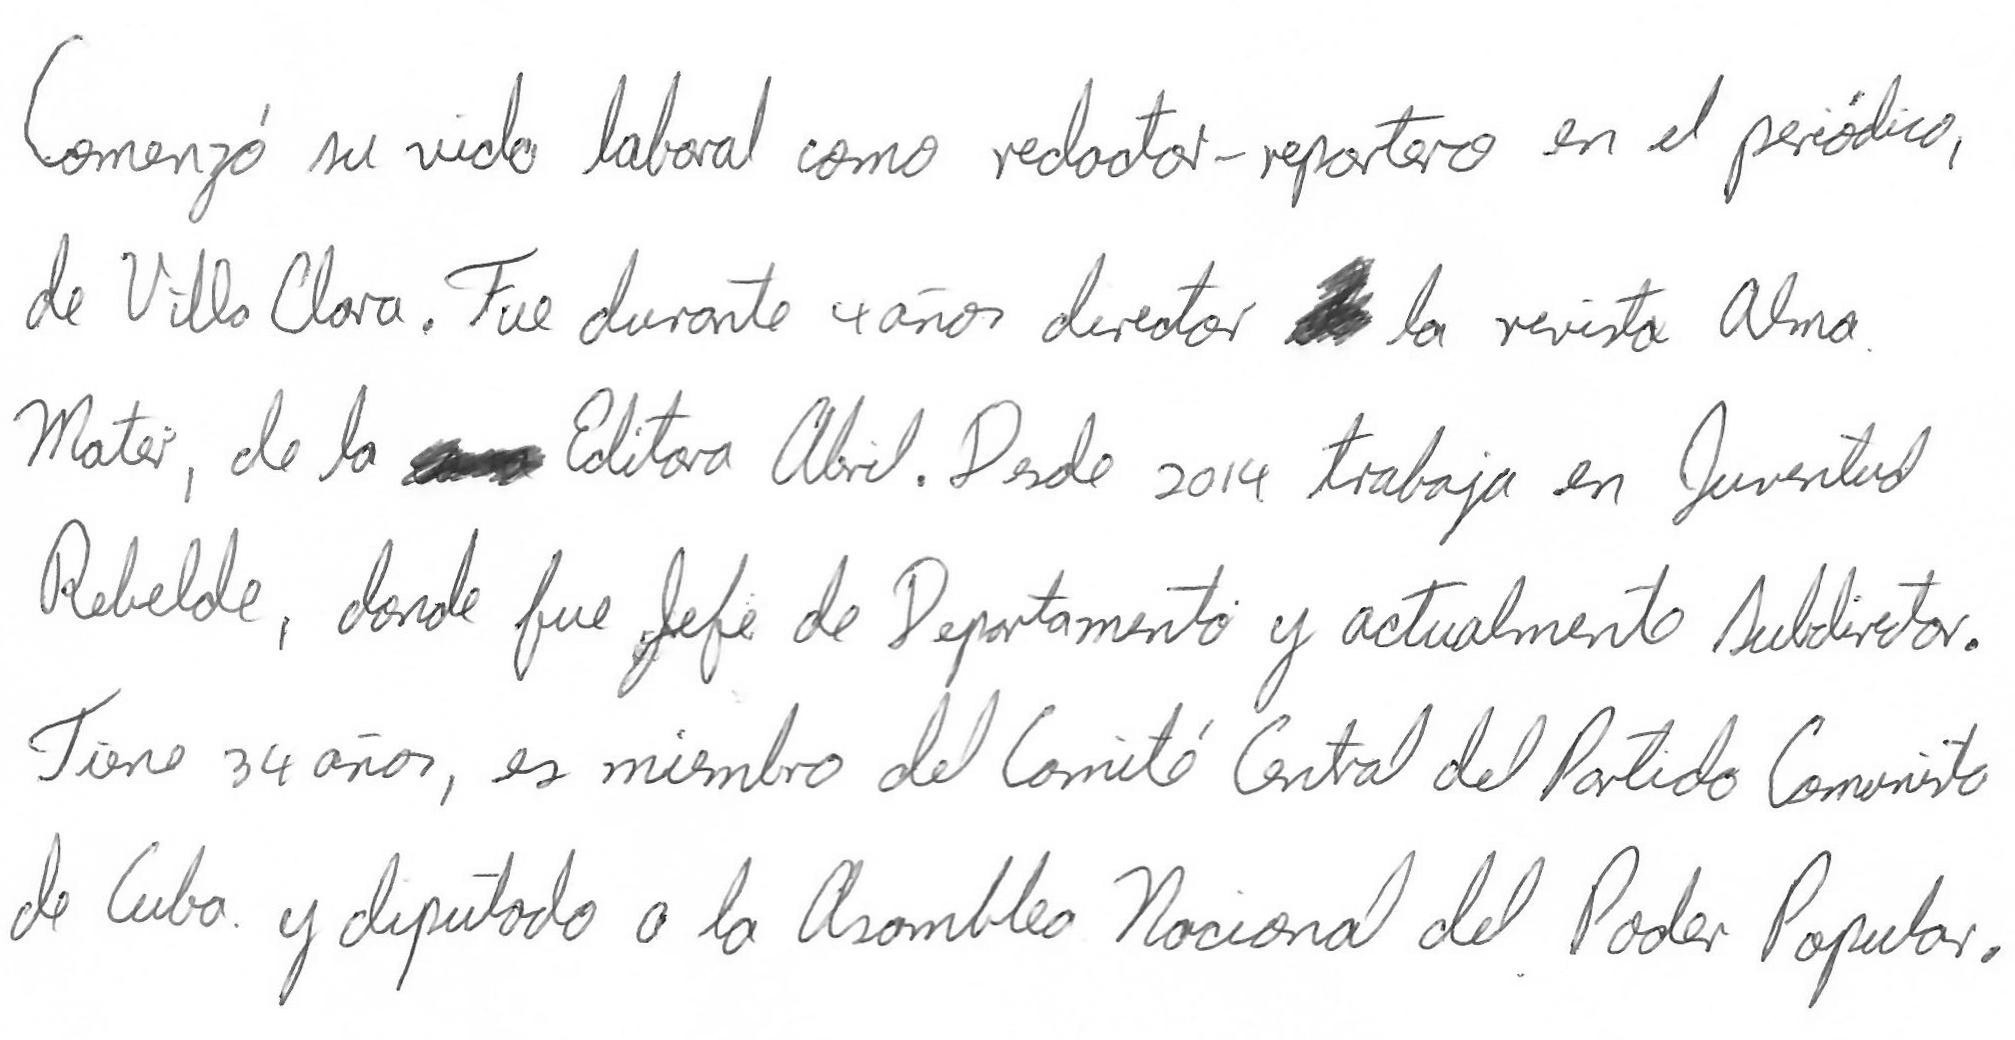 Comenzó su vida laboral como redactor-reportero en el periódico,
de Villa Clara. Fue durante 4 años director la revista Alma
Mater, de la Editora Abril. Desde 2014 trabaja en Juventud
Rebelde, donde fue Jefe de Departamento y actualmente subdirector.
Tiene 34 años, es miembro del Comité Central del Partido Comunista
de Cuba y diputado a la Asamblea Nacional del Poder Popular.